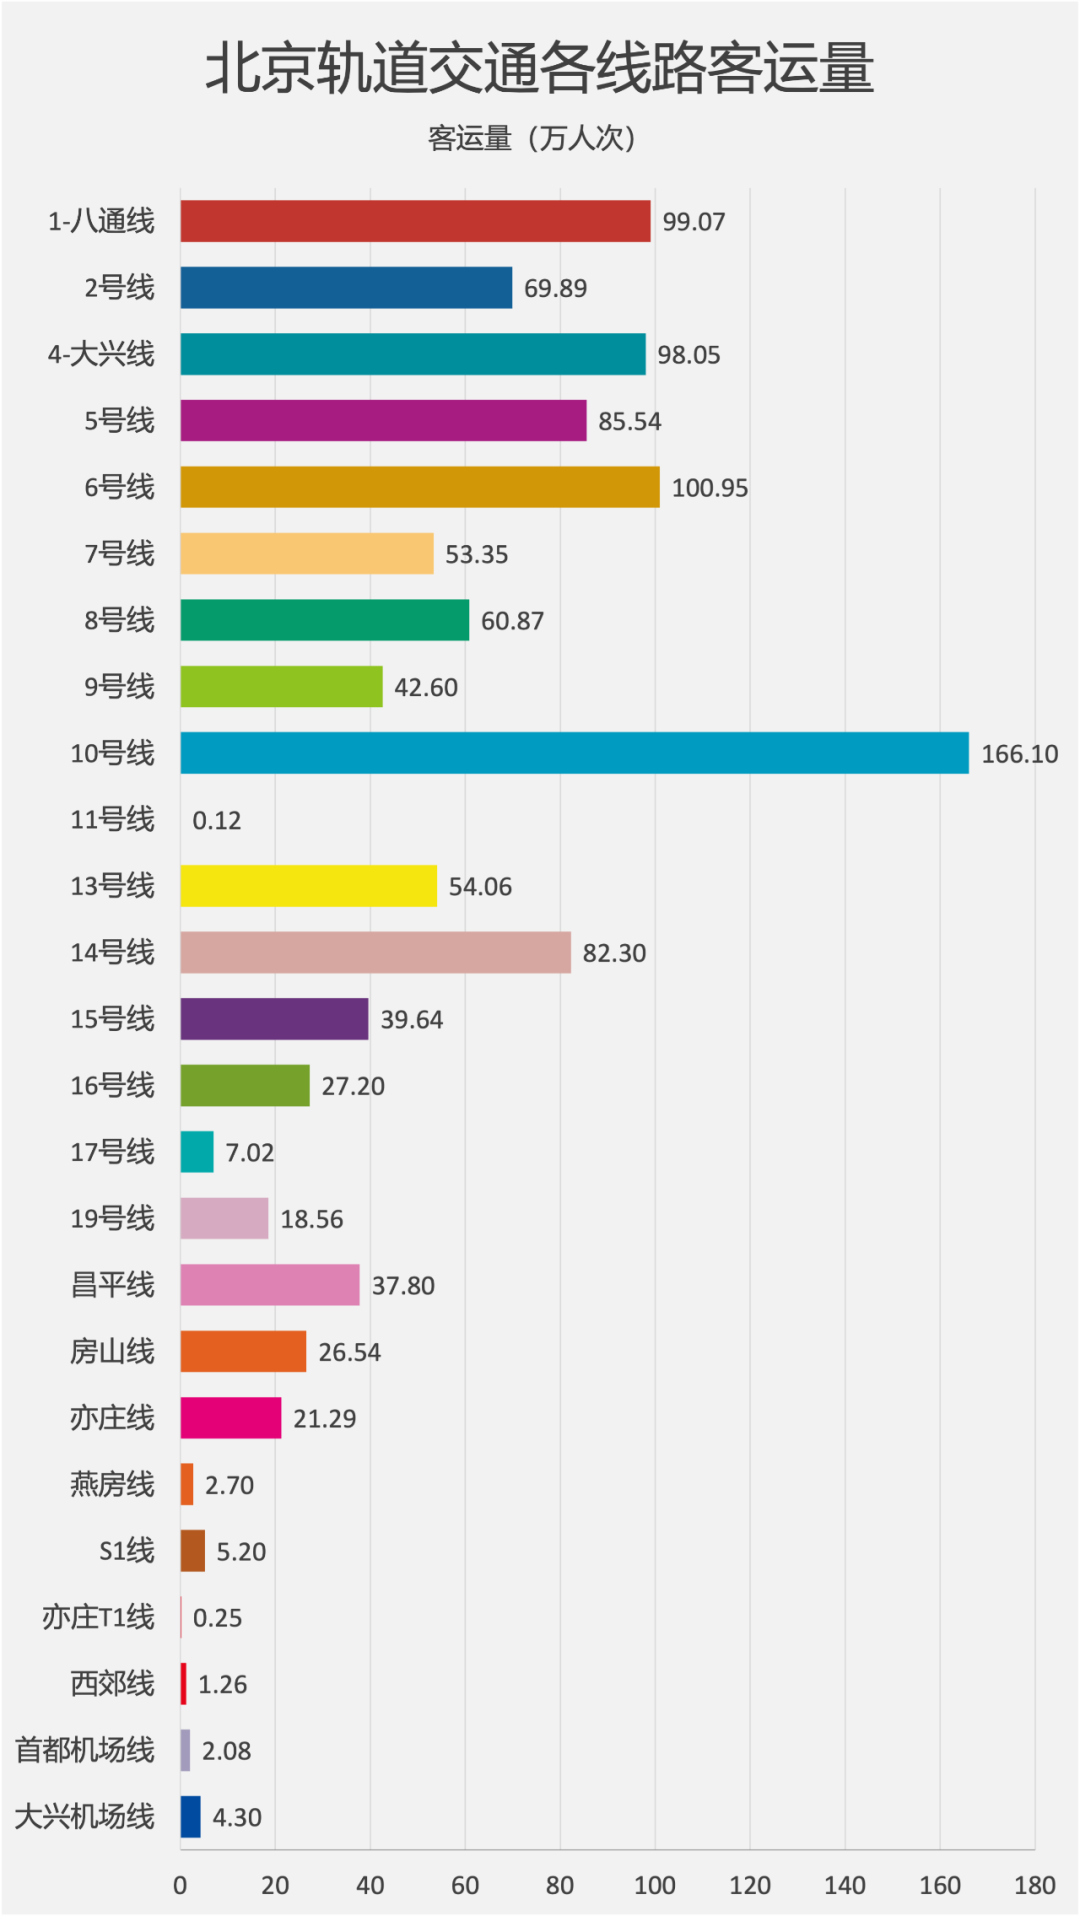 北京轨道交通各线路客运量
客运量（万人次）
1-八通线 99.07
2号线 69.89
4-大兴线 98.05
5号线 85.54
6号线 100.95
7号线 53.35
8号线 60.87
9号线 42.60
10号线 166.10
11号线 0.12
13号线 54.06
14号线 82.30
15号线 39.64
16号线 27.20
17号线 7.02
19号线 18.56
昌平线 37.80
房山线 26.54
亦庄线 21.29
燕房线 2.70
S1线 5.20
亦庄T1线 0.25
西郊线 1.26
首都机场线 2.08
大兴机场线 4.30
0 20 40 60 80 100 120 140 160 180